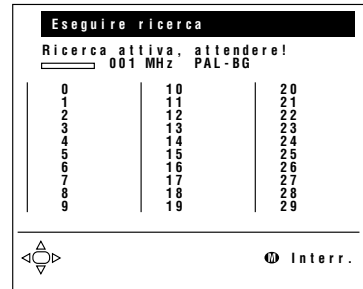 Eseguire ricerca
Ricerca attiva, attendere!
001 MHz PAL-BG
0 10 20
1 11 21
2 12 22
3 13 23
4 14 24
5 15 25
6 16 26
7 17 27
8 18 28
9 19 29
M Interr.